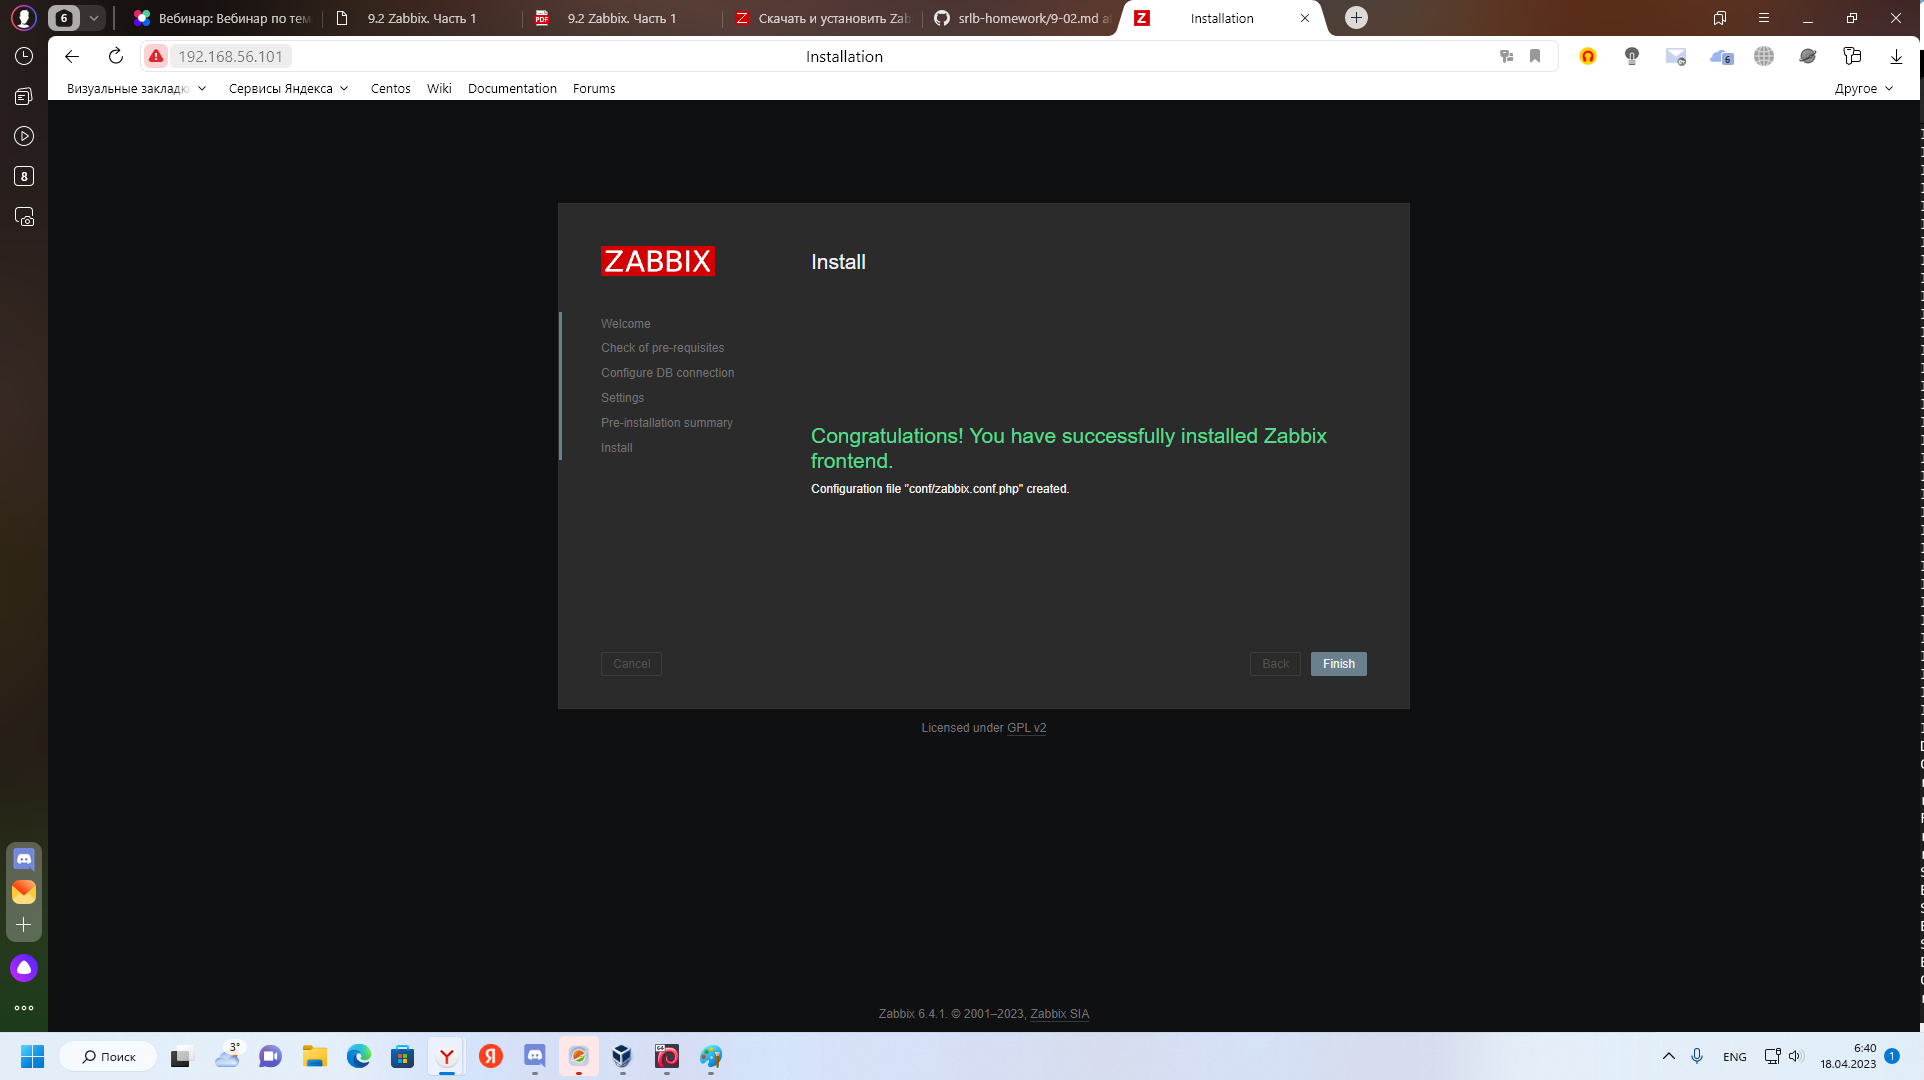 6
Вебинар: Вебинар по тем
9.2 Zabbix. Часть 1
PDF
9.2 Zabbix. Часть 1
Z
Скачать и установить Zab
srlb-homework/9-02.md a
Z
Installation
192.168.56.101
Installation
6
Визуальные закладк
Сервисы Яндекса
Centos
Wiki
Documentation
Forums
Другое
8
ZABBIX
Install
Welcome
Check of pre-requisites
Configure DB connection
Settings
Pre-installation summary
Install
Congratulations! You have successfully installed Zabbix
frontend.
Configuration file "conf/zabbix.conf.php" created.
Cancel
Back
Finish
Licensed under GPL v2
Zabbix 6.4.1. © 2001–2023, Zabbix SIA
Поиск
3°
Y
Я
64
ENG
6:40
18.04.2023
1